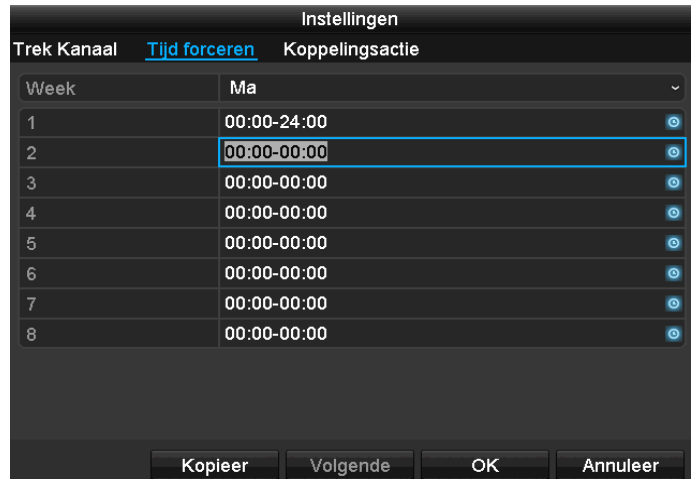 Instellingen
Trek Kanaal Tijd forceren Koppelingsactie
Week Ma
1 00:00-24:00
2 00:00-00:00
3 00:00-00:00
4 00:00-00:00
5 00:00-00:00
6 00:00-00:00
7 00:00-00:00
8 00:00-00:00
Kopieer Volgende OK Annuleer